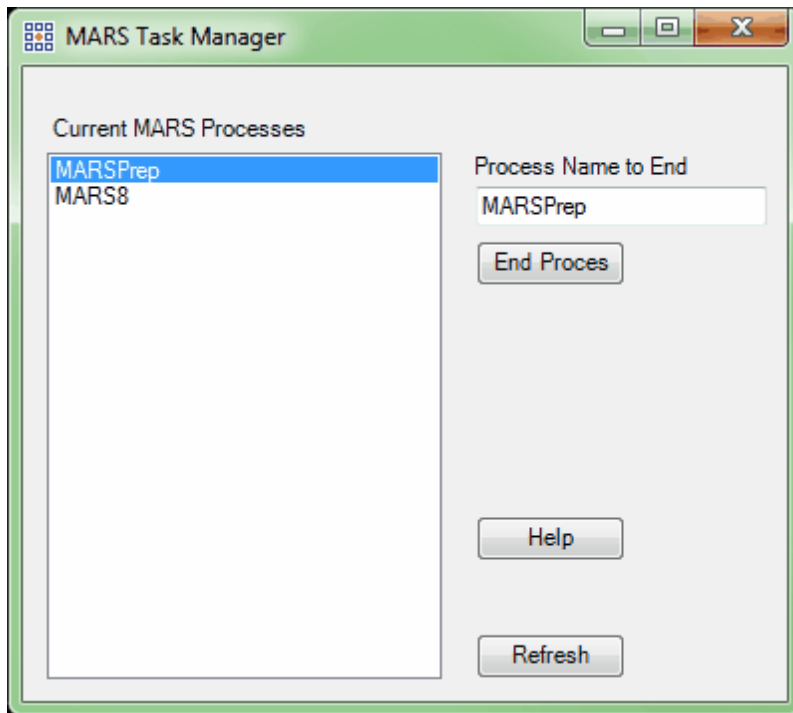 MARS Task Manager
Current MARS Processes
MARSPrep
MARS8
Process Name to End
MARSPrep
End Proces
Help
Refresh